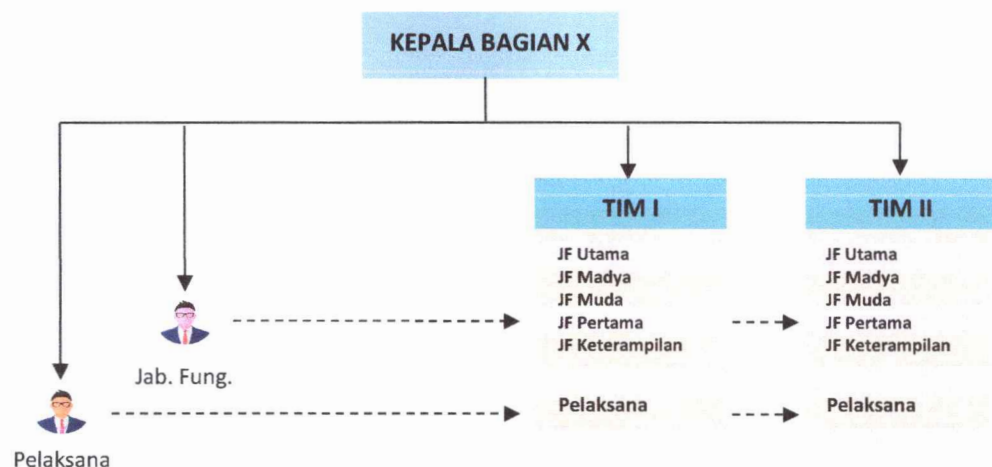 KEPALA BAGIAN X
TIM I
TIM II
JF Utama
JF Madya
JF Muda
JF Pertama
JF Keterampilan
JF Utama
JF Madya
JF Muda
JF Pertama
JF Keterampilan
Jab. Fung.
Pelaksana
Pelaksana
Pelaksana